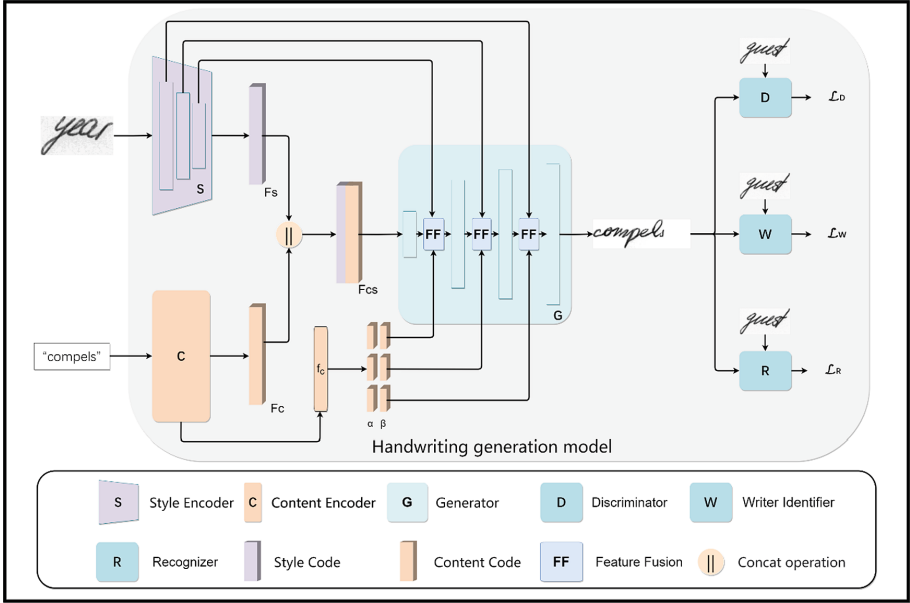 guest
D
ℒD
year
S
Fs
guest
FF
FF
FF
compels
W
ℒW
||
Fcs
G
guest
"compels"
C
fc
R
ℒR
Fc
α β
Handwriting generation model
S Style Encoder
C Content Encoder
G Generator
D Discriminator
W Writer Identifier
R Recognizer
Style Code
Content Code
FF Feature Fusion
|| Concat operation